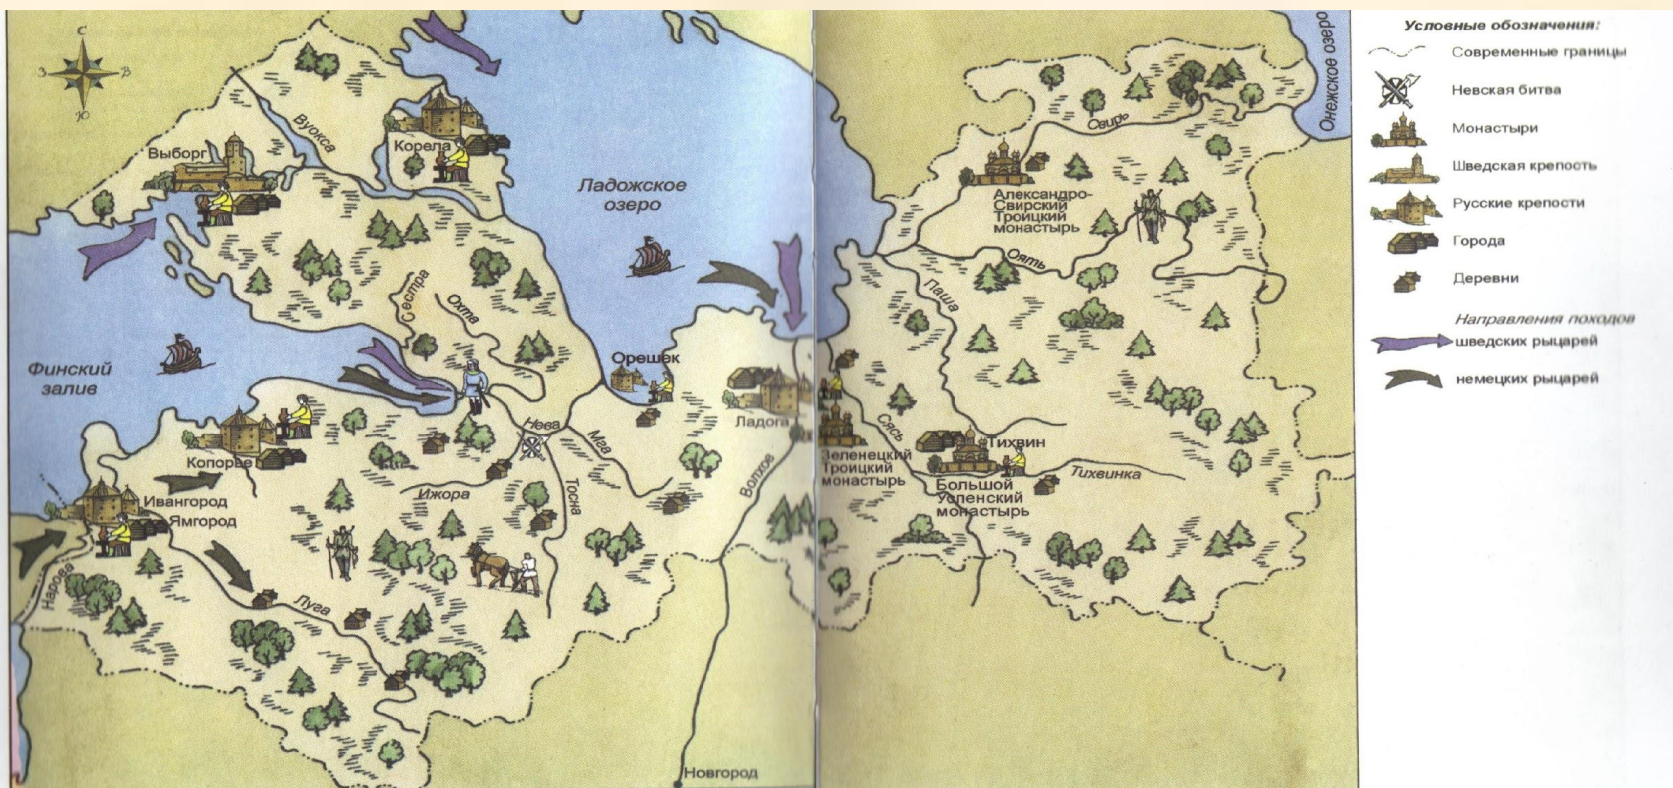 С
З
В
Ю
Вуокса
Выборг
Корела
Ладожское
озеро
Сестра
Охта
Финский
залив
Орешек
Копорье
Нева
Мга
Ладога
Ижора
Тосна
Волхов
Ивангород
Ямгород
Нарова
Луга
Новгород
Онежское озеро
Свирь
Александро-
Свирский
Троицкий
монастырь
Оять
Паша
Сясь
Зеленецкий
Троицкий
монастырь
Тихвин
Тихвинка
Большой
Успенский
монастырь
Условные обозначения:
Современные границы
Невская битва
Монастыри
Шведская крепость
Русские крепости
Города
Деревни
Направления походов
шведских рыцарей
немецких рыцарей